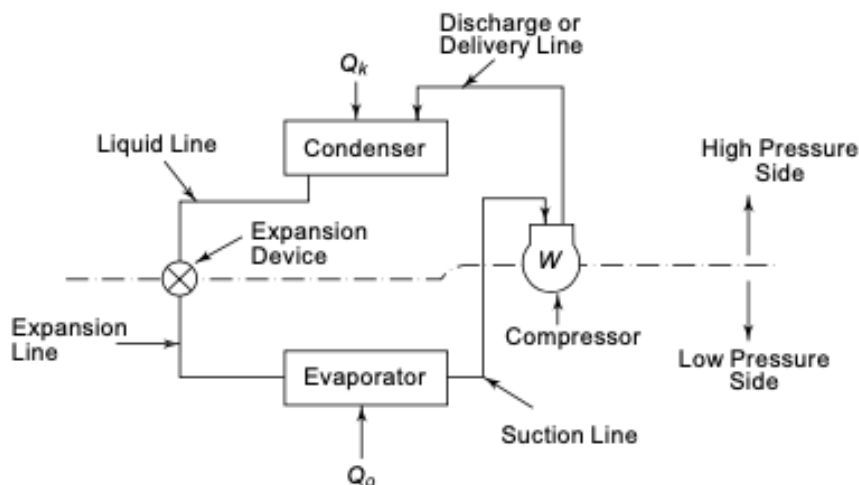 Discharge or
Delivery Line
Qk
Liquid Line
Condenser
High Pressure
Side
Expansion
Device
W
Expansion
Line
Compressor
Evaporator
Low Pressure
Side
Suction Line
Qo